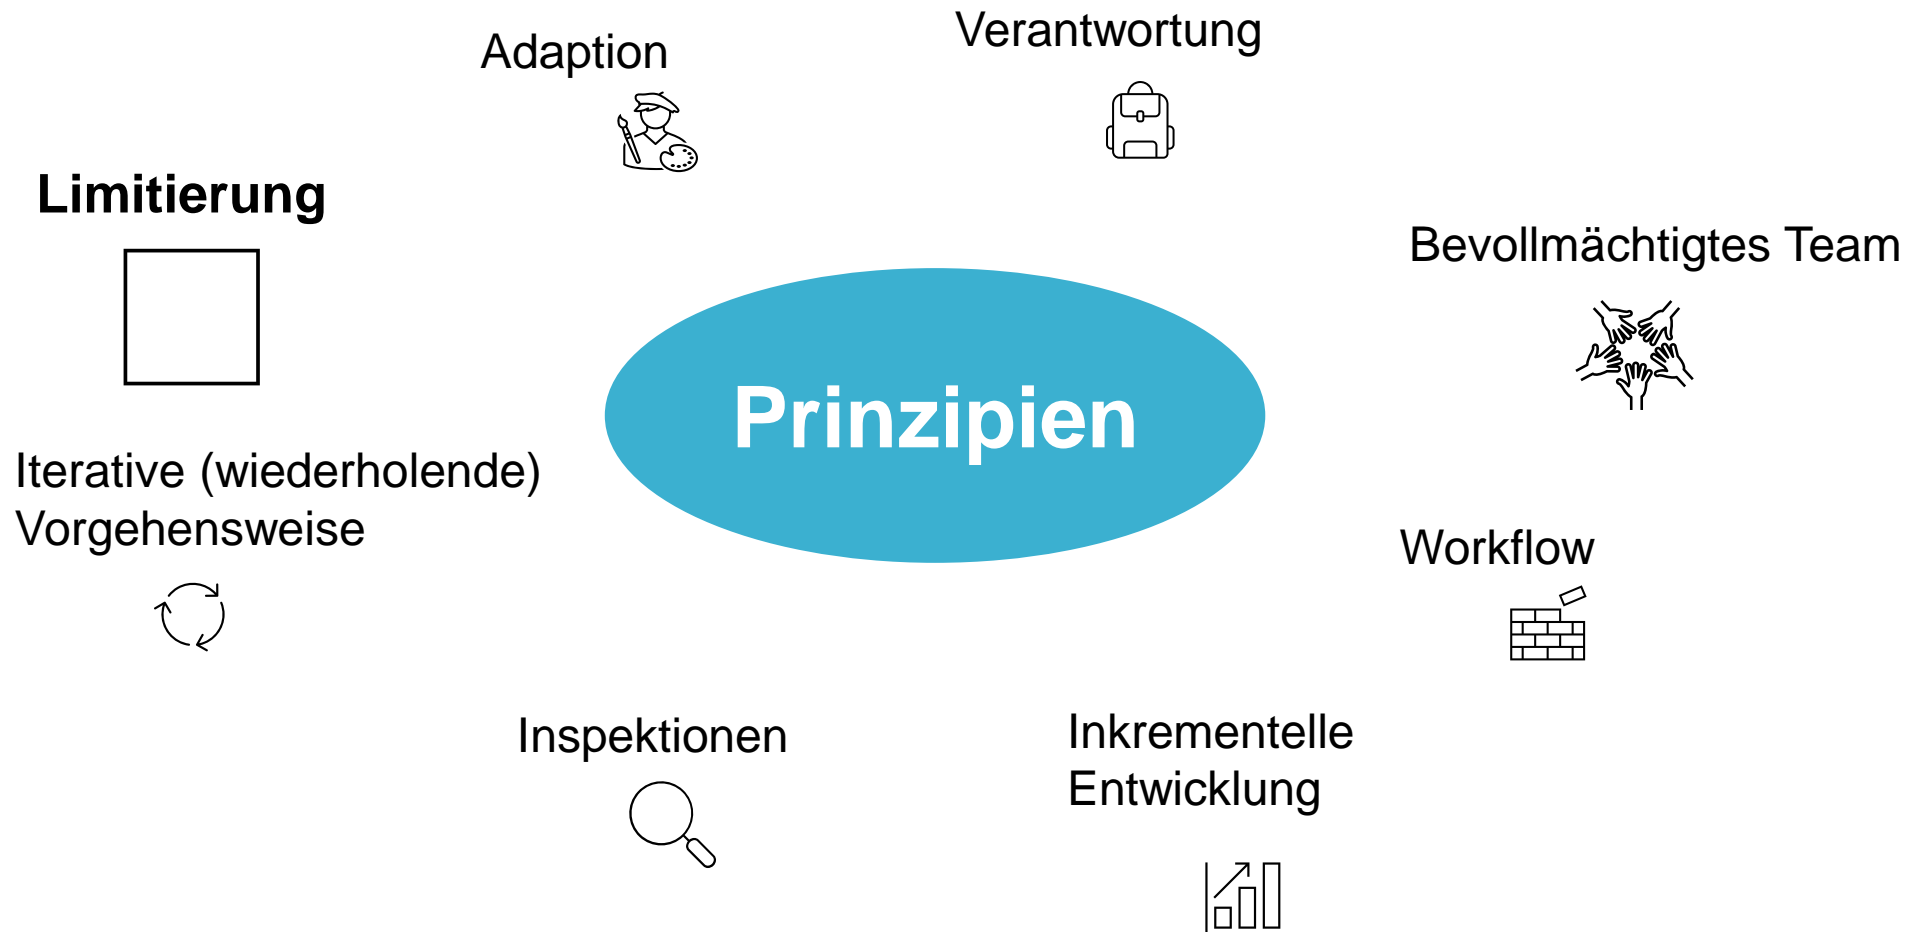 Adaption
Verantwortung
Limitierung
Bevollmächtigtes Team
Prinzipien
Iterative (wiederholende)
Vorgehensweise
Workflow
Inspektionen
Inkrementelle
Entwicklung